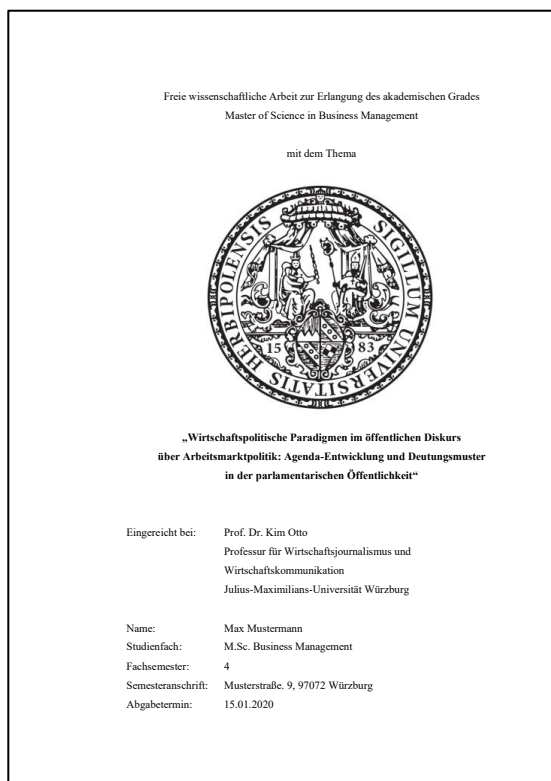 Freie wissenschaftliche Arbeit zur Erlangung des akademischen Grades
Master of Science in Business Management
mit dem Thema
SIGILLUM UNIVERSITATIS HERBIPOLENSIS
15 83
„Wirtschaftspolitische Paradigmen im öffentlichen Diskurs
über Arbeitsmarktpolitik: Agenda-Entwicklung und Deutungsmuster
in der parlamentarischen Öffentlichkeit“
Eingereicht bei: Prof. Dr. Kim Otto
Professur für Wirtschaftsjournalismus und
Wirtschaftskommunikation
Julius-Maximilians-Universität Würzburg
Name: Max Mustermann
Studienfach: M.Sc. Business Management
Fachsemester: 4
Semesteranschrift: Musterstraße. 9, 97072 Würzburg
Abgabetermin: 15.01.2020